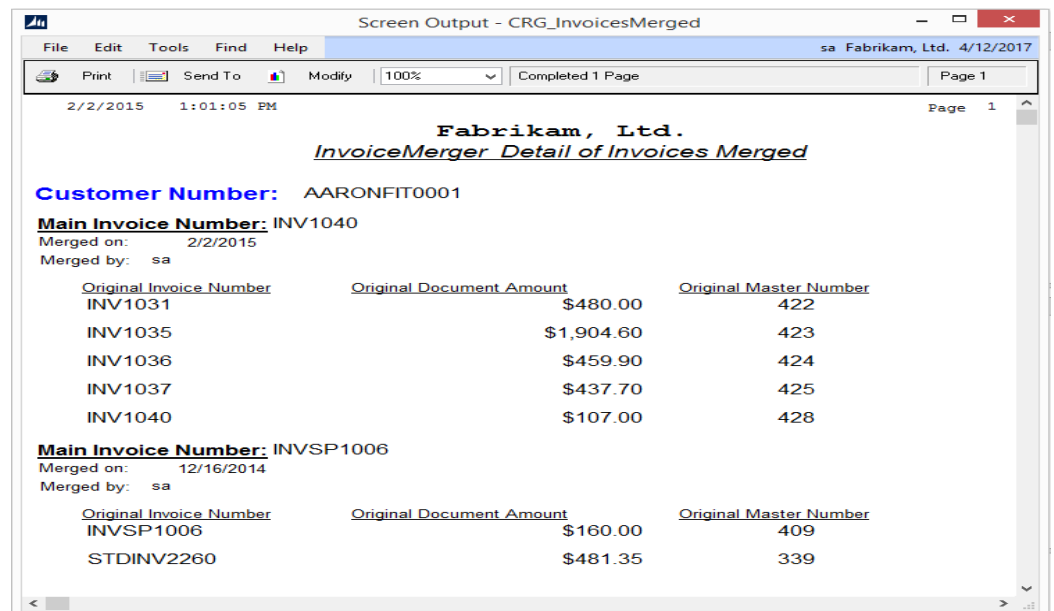 Screen Output - CRG_InvoicesMerged
File Edit Tools Find Help sa Fabrikam, Ltd. 4/12/2017
Print Send To Modify 100% Completed 1 Page Page 1
2/2/2015 1:01:05 PM Page 1
Fabrikam, Ltd.
InvoiceMerger Detail of Invoices Merged
Customer Number: AARONFIT0001
Main Invoice Number: INV1040
Merged on: 2/2/2015
Merged by: sa
Original Invoice Number Original Document Amount Original Master Number
INV1031 $480.00 422
INV1035 $1,904.60 423
INV1036 $459.90 424
INV1037 $437.70 425
INV1040 $107.00 428
Main Invoice Number: INVSP1006
Merged on: 12/16/2014
Merged by: sa
Original Invoice Number Original Document Amount Original Master Number
INVSP1006 $160.00 409
STDINV2260 $481.35 339